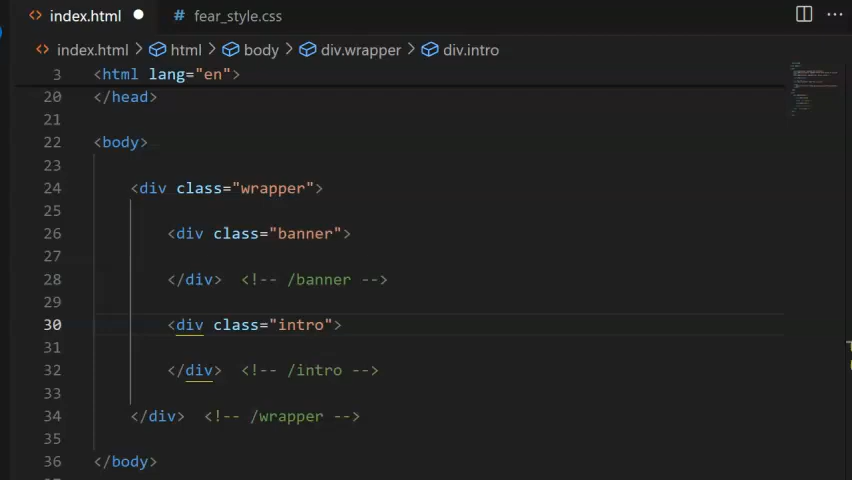 index.html
fear_style.css
index.html > html > body > div.wrapper > div.intro
3 <html lang="en">
20 </head>
21
22 <body>
23
24 <div class="wrapper">
25
26 <div class="banner">
27
28 </div> <!-- /banner -->
29
30 <div class="intro">
31
32 </div> <!-- /intro -->
33
34 </div> <!-- /wrapper -->
35
36 </body>